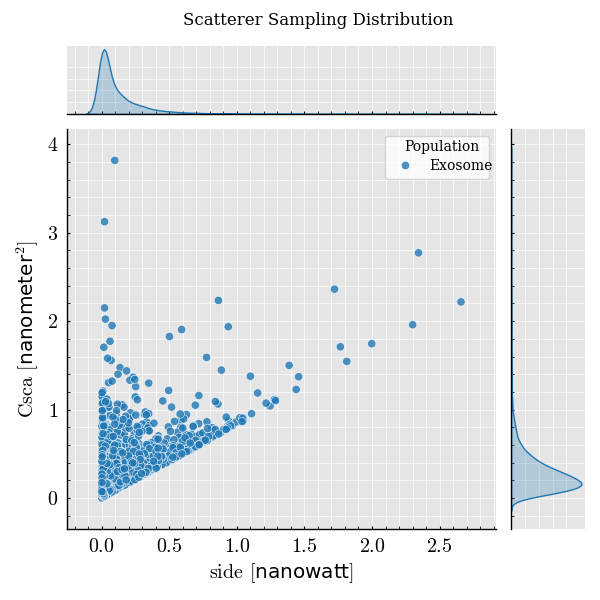 Scatterer Sampling Distribution
Population
Exosome
4
3
2
1
0
Csca [nanometer²]
0.0 0.5 1.0 1.5 2.0 2.5
side [nanowatt]